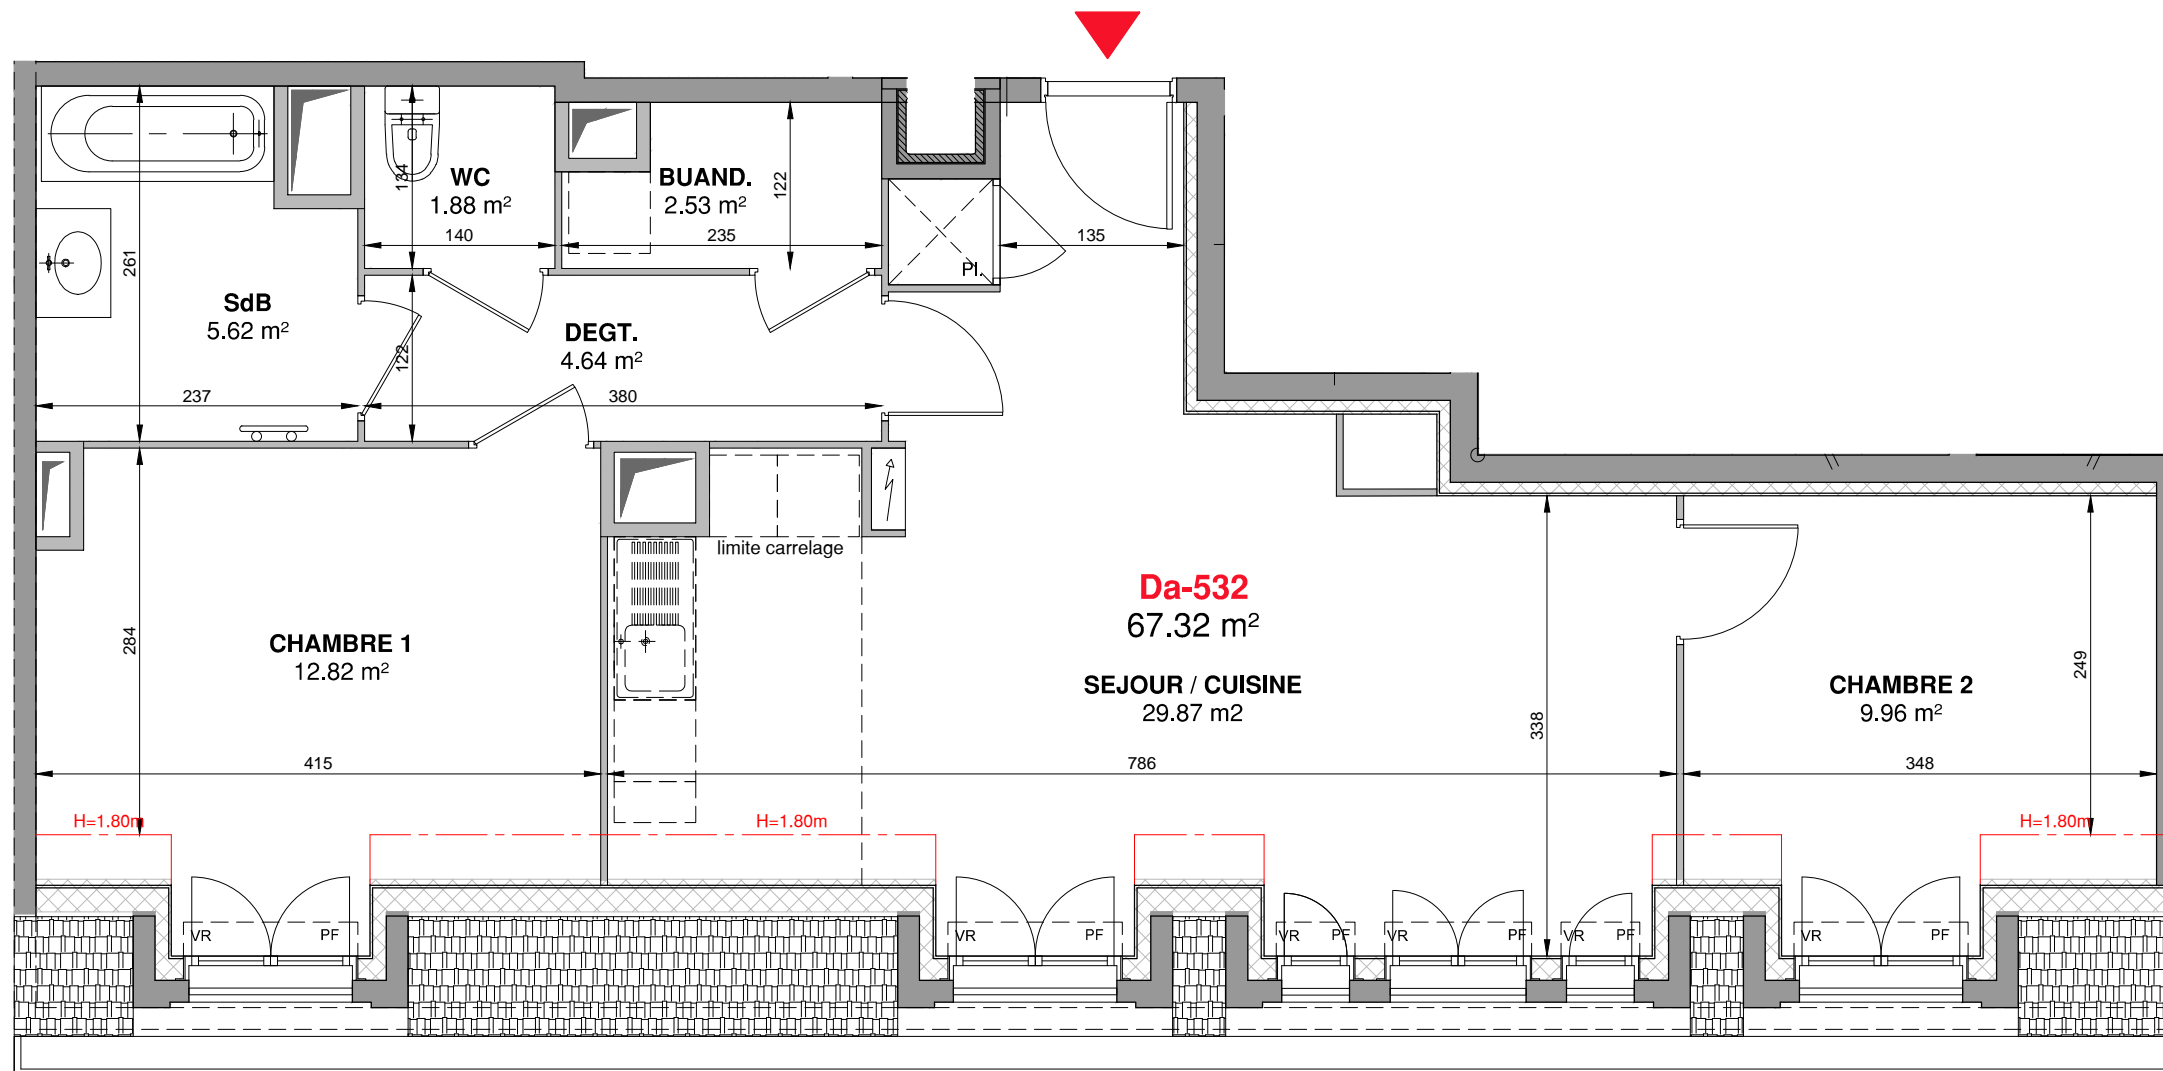 WC
1.88 m²
134
140
BUAND.
2.53 m²
122
235
Pl.
135
261
SdB
5.62 m²
237
DEGT.
4.64 m²
122
380
limite carrelage
Da-532
67.32 m²
SEJOUR / CUISINE
29.87 m2
338
786
CHAMBRE 1
12.82 m²
284
415
CHAMBRE 2
9.96 m²
249
348
H=1.80m
H=1.80m
H=1.80m
VR PF
VR PF
VR PF
VR PF
VR PF
VR PF